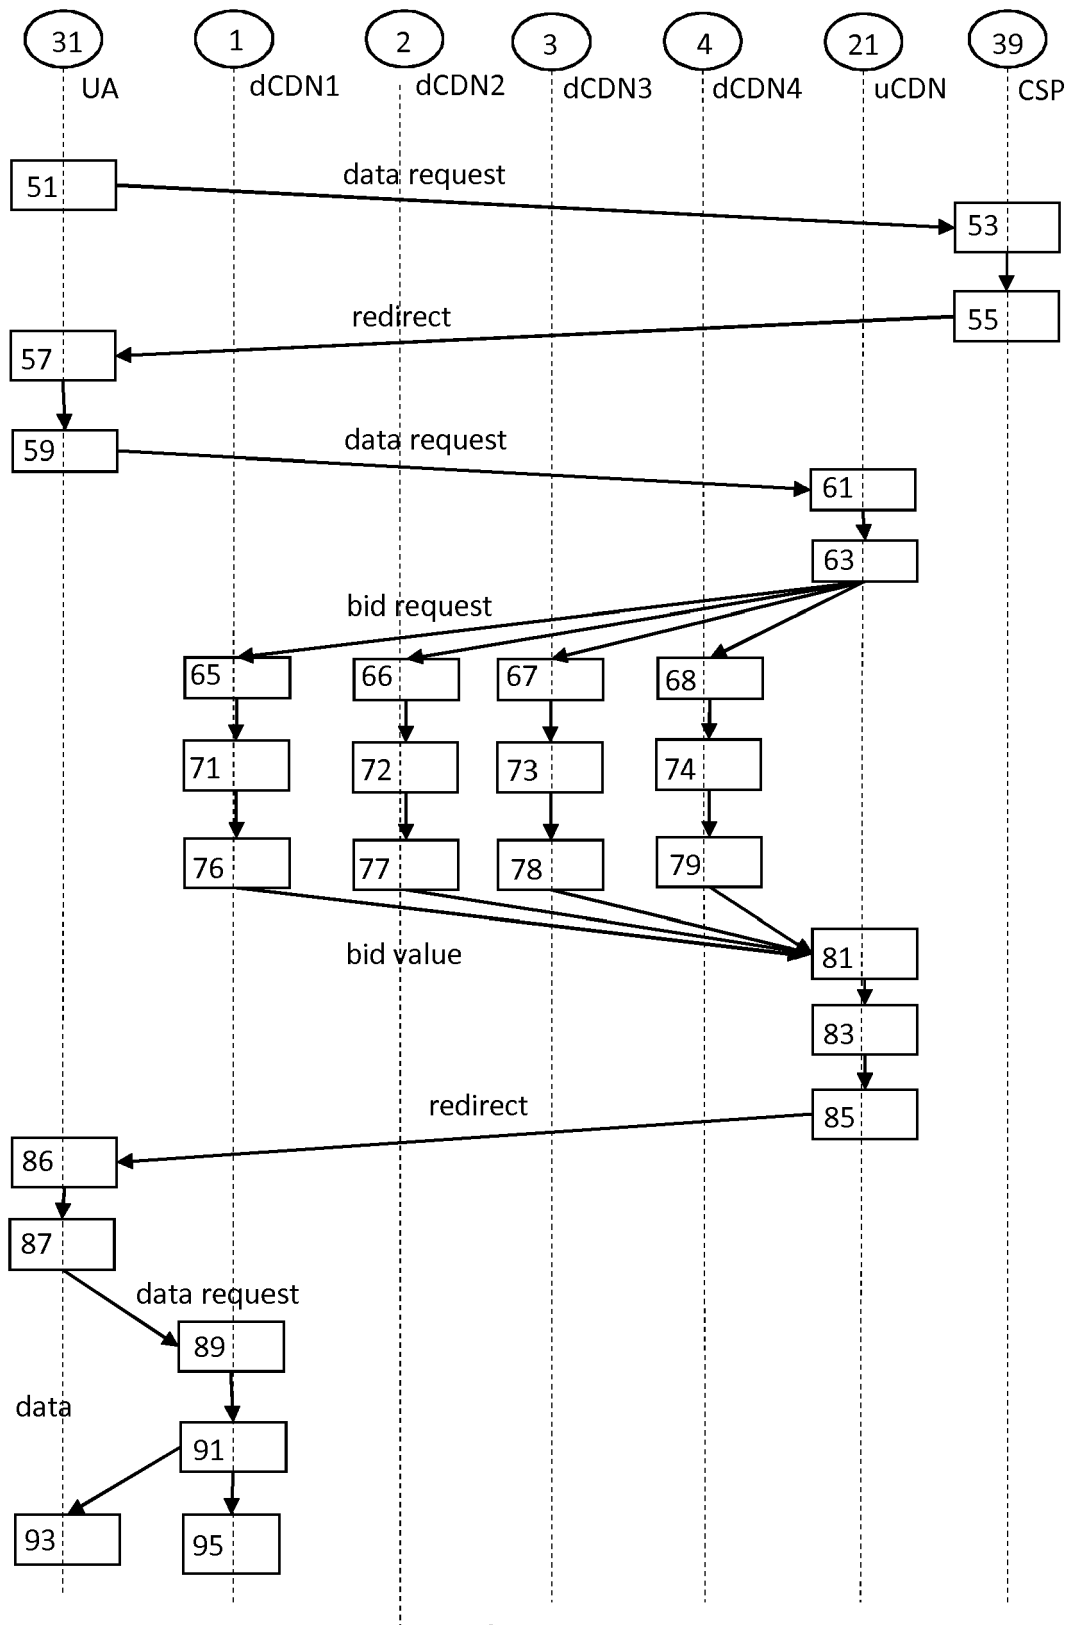 31 1 2 3 4 21 39
UA dCDN1 dCDN2 dCDN3 dCDN4 uCDN CSP
data request
51
53
redirect
55
57
data request
59
61
63
bid request
65 66 67 68
71 72 73 74
76 77 78 79
bid value
81
83
redirect
85
86
87
data request
89
data
91
93 95